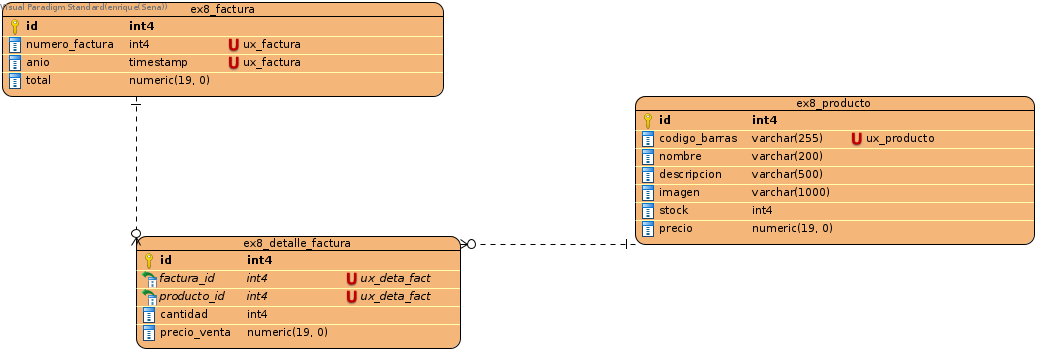 Visual Paradigm Standard(enrique(Sena))
ex8_factura
id int4
numero_factura int4 U ux_factura
anio timestamp U ux_factura
total numeric(19, 0)
ex8_producto
id int4
codigo_barras varchar(255) U ux_producto
nombre varchar(200)
descripcion varchar(500)
imagen varchar(1000)
stock int4
precio numeric(19, 0)
ex8_detalle_factura
id int4
factura_id int4 U ux_deta_fact
producto_id int4 U ux_deta_fact
cantidad int4
precio_venta numeric(19, 0)